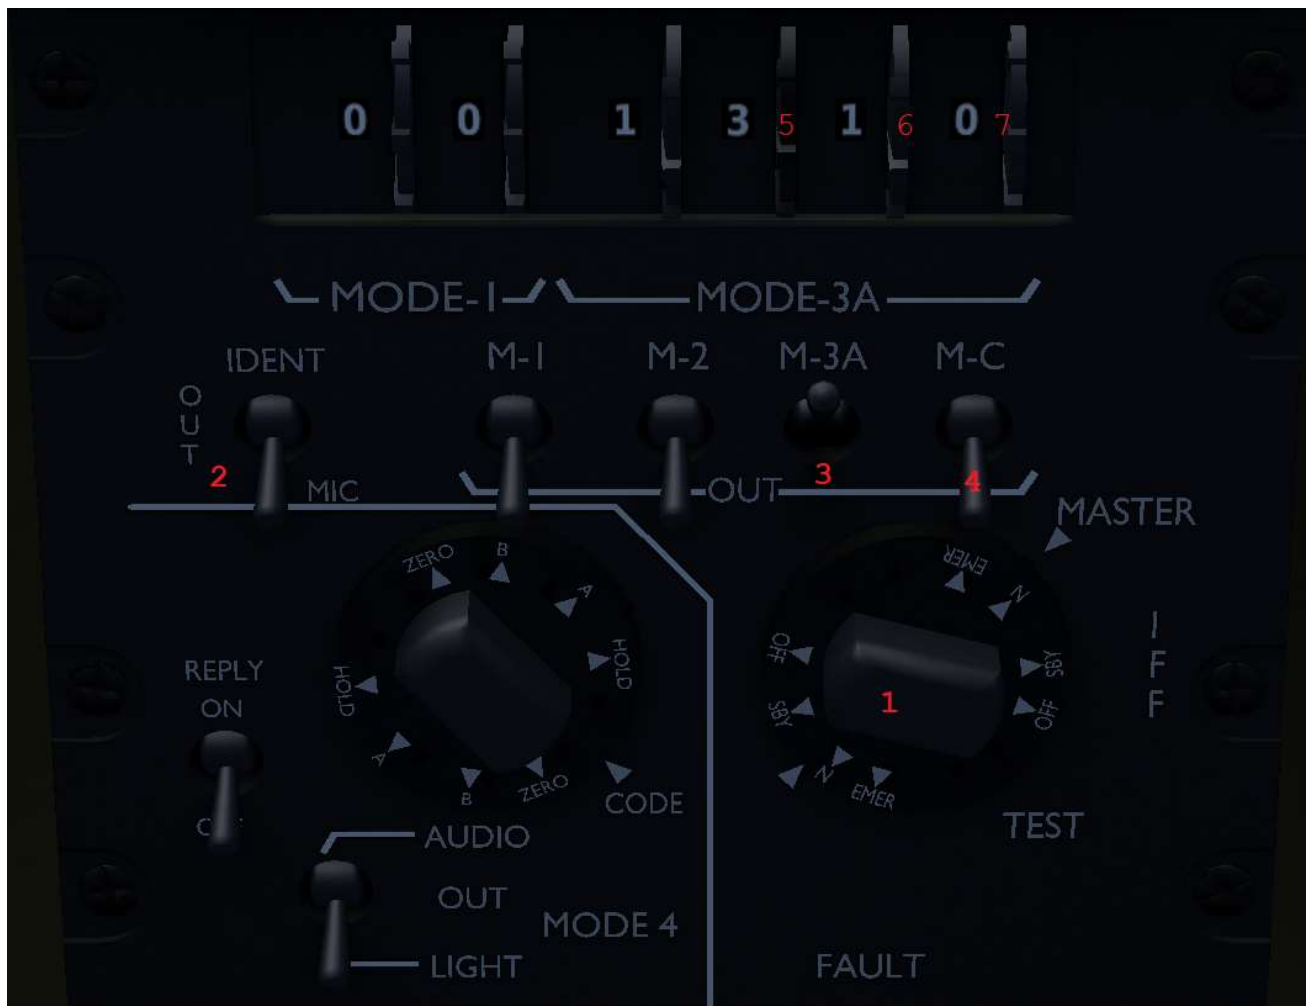 0 0 1 3 5 1 6 0 7
MODE-1 MODE-3A
IDENT M-1 M-2 M-3A M-C
OUT
2 MIC OUT 3 4
MASTER
ZERO B A HOLD
EMER N SBY OFF
HOLD A B ZERO
OFF SBY N EMER
1
IFF
REPLY
ON
CODE
TEST
AUDIO
OUT
MODE 4
LIGHT
FAULT